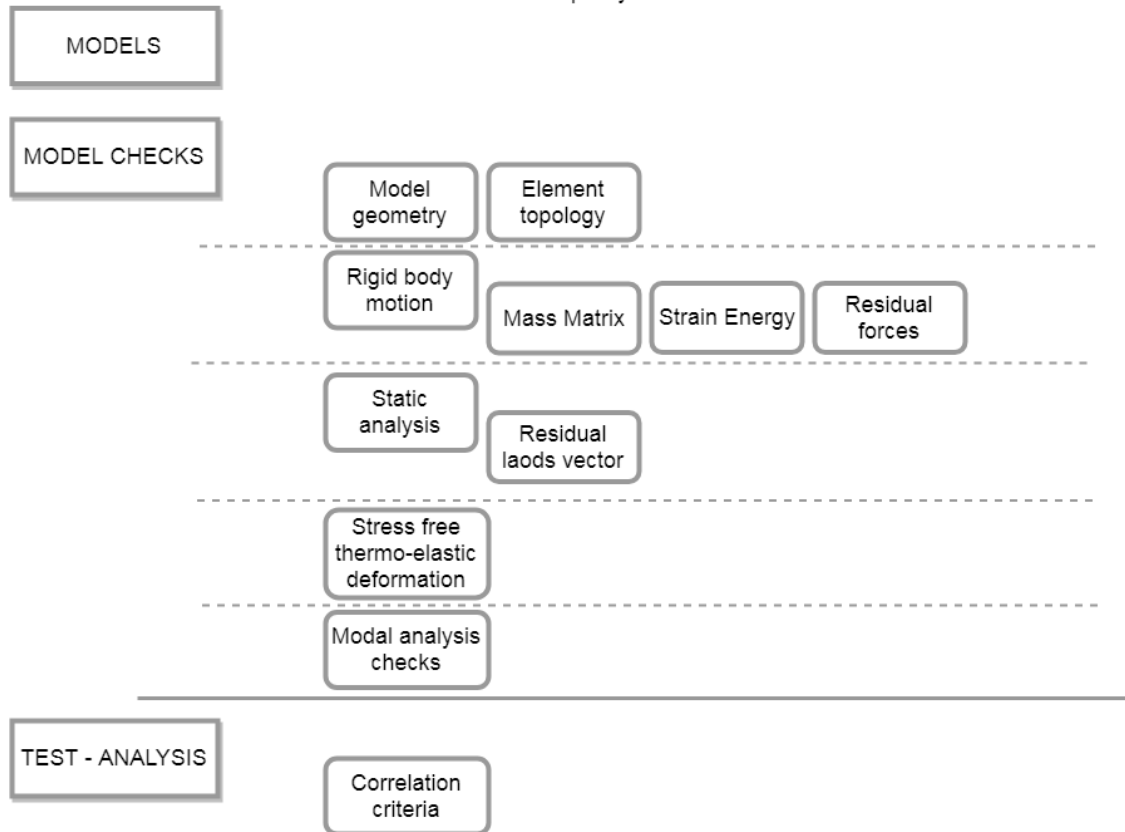 MODELS
MODEL CHECKS
Model
geometry
Element
topology
Rigid body
motion
Mass Matrix
Strain Energy
Residual
forces
Static
analysis
Residual
laods vector
Stress free
thermo-elastic
deformation
Modal analysis
checks
TEST - ANALYSIS
Correlation
criteria